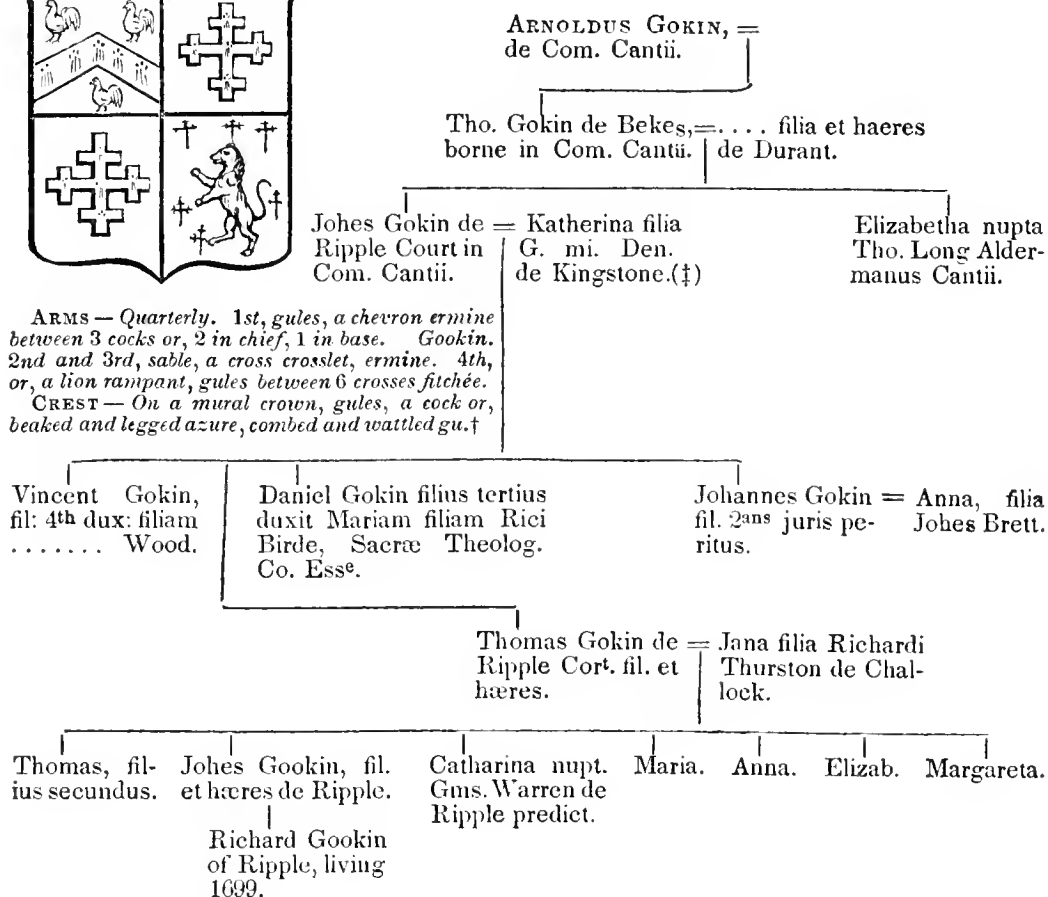 ARNOLDUS GOKIN, =
de Com. Cantii.
Tho. Gokin de Bekes,=.... filia et haeres
borne in Com. Cantii. de Durant.
Johes Gokin de = Katherina filia
Ripple Court in G. mi. Den.
Com. Cantii. de Kingstone.(‡)
Elizabetha nupta
Tho. Long Alder-
manus Cantii.
ARMS — Quarterly. 1st, gules, a chevron ermine
between 3 cocks or, 2 in chief, 1 in base. Gookin.
2nd and 3rd, sable, a cross crosslet, ermine. 4th,
or, a lion rampant, gules between 6 crosses fitchée.
CREST — On a mural crown, gules, a cock or,
beaked and legged azure, combed and wattled gu.†
Vincent Gokin,
fil: 4th dux: filiam
....... Wood.
Daniel Gokin filius tertius
duxit Mariam filiam Rici
Birde, Sacræ Theolog.
Co. Esse.
Johannes Gokin = Anna, filia
fil. 2ans juris pe- Johes Brett.
ritus.
Thomas Gokin de = Jana filia Richardi
Ripple Cort. fil. et Thurston de Chal-
hæres. lock.
Thomas, fil-
ius secundus.
Johes Gookin, fil.
et hæres de Ripple.
Catharina nupt.
Gms. Warren de
Ripple predict.
Maria. Anna. Elizab. Margareta.
Richard Gookin
of Ripple, living
1699.